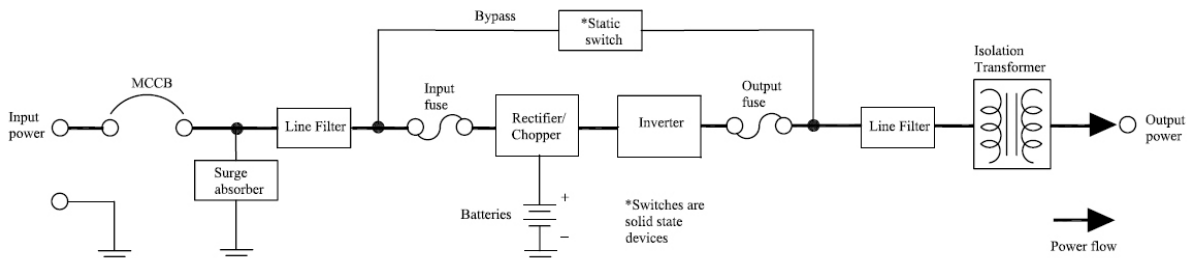 Bypass
*Static
switch
Isolation
Transformer
MCCB
Input
fuse
Output
fuse
Input
power
Line Filter
Rectifier/
Chopper
Inverter
Line Filter
Output
power
Surge
absorber
Batteries
+
–
*Switches are
solid state
devices
Power flow